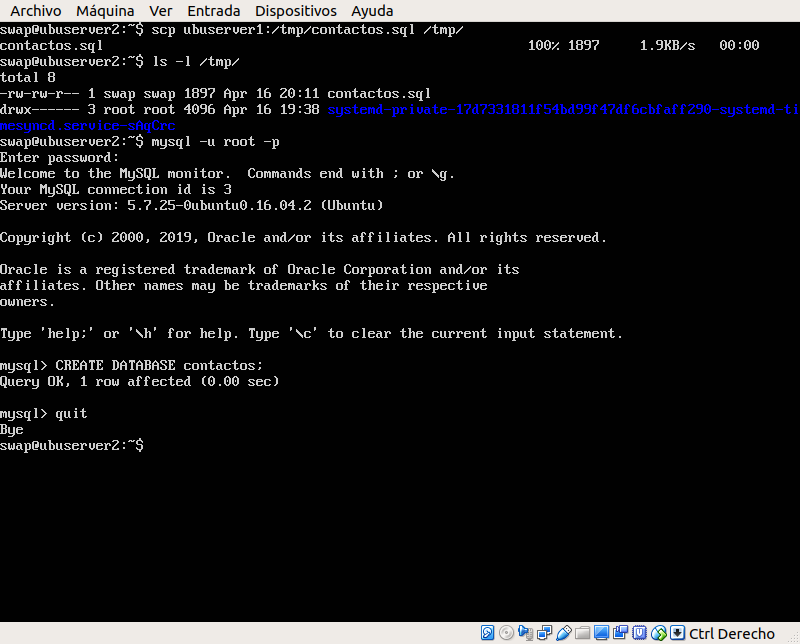 Archivo Máquina Ver Entrada Dispositivos Ayuda
swap@ubuserver2:~$ scp ubuserver1:/tmp/contactos.sql /tmp/
contactos.sql 100% 1897 1.9KB/s 00:00
swap@ubuserver2:~$ ls -l /tmp/
total 8
-rw-rw-r-- 1 swap swap 1897 Apr 16 20:11 contactos.sql
drwx------ 3 root root 4096 Apr 16 19:38
swap@ubuserver2:~$ mysql -u root -p
Enter password:
Welcome to the MySQL monitor.  Commands end with ; or \g.
Your MySQL connection id is 3
Server version: 5.7.25-0ubuntu0.16.04.2 (Ubuntu)
Copyright (c) 2000, 2019, Oracle and/or its affiliates. All rights reserved.
Oracle is a registered trademark of Oracle Corporation and/or its
affiliates. Other names may be trademarks of their respective
owners.
Type 'help;' or '\h' for help. Type '\c' to clear the current input statement.
mysql> CREATE DATABASE contactos;
Query OK, 1 row affected (0.00 sec)
mysql> quit
Bye
swap@ubuserver2:~$
Ctrl Derecho